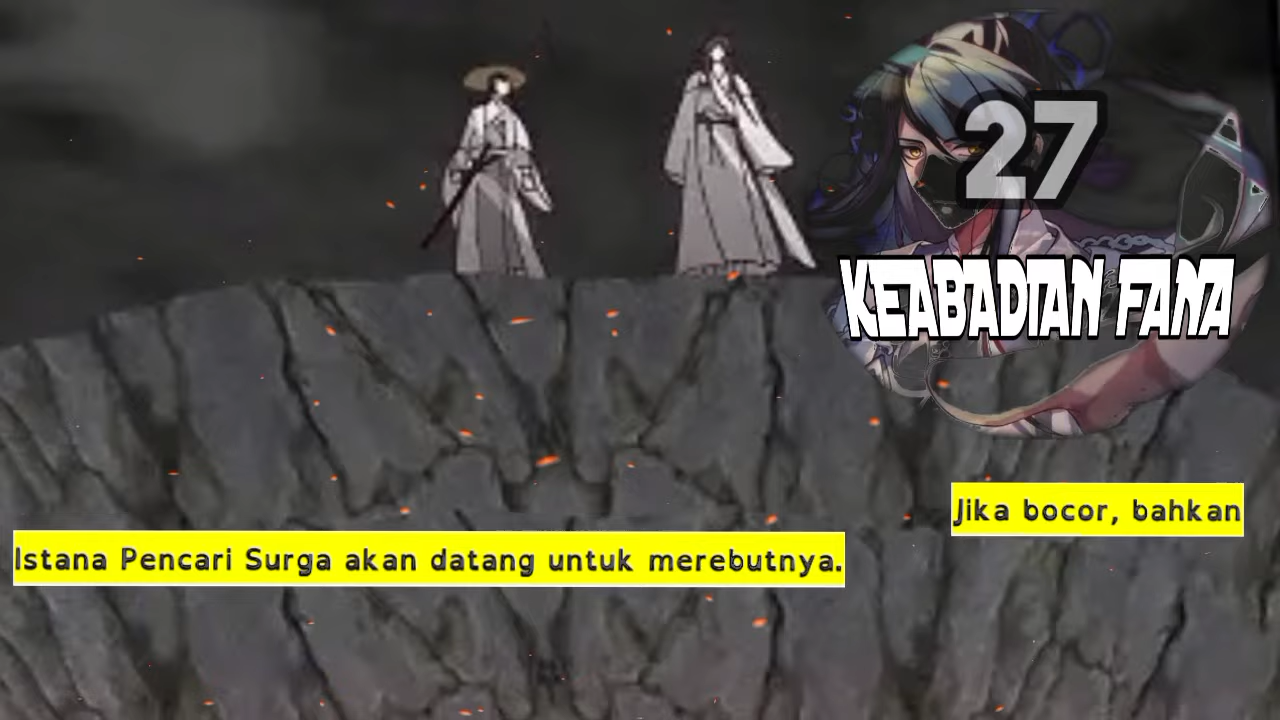 27
KEABADIAN FANA
Jika bocor, bahkan
Istana Pencari Surga akan datang untuk merebutnya.